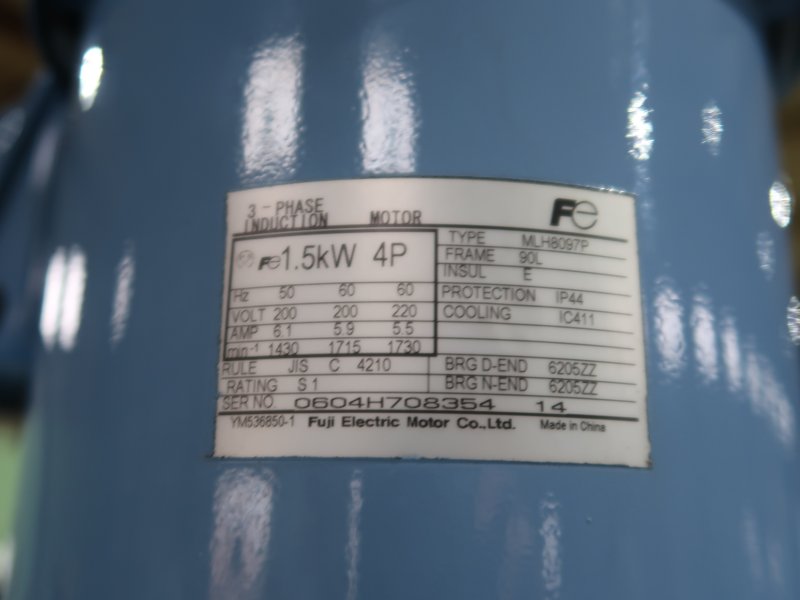 3-PHASE
INDUCTION MOTOR
Fe
Fe 1.5kW 4P
Hz 50 60 60
VOLT 200 200 220
AMP 6.1 5.9 5.5
min-1 1430 1715 1730
TYPE MLH8097P
FRAME 90L
INSUL E
PROTECTION IP44
COOLING IC411
RULE JIS C 4210
BRG D-END 6205ZZ
RATING S1
BRG N-END 6205ZZ
SER NO 0604H708354 14
YM536850-1 Fuji Electric Motor Co.,Ltd. Made in China